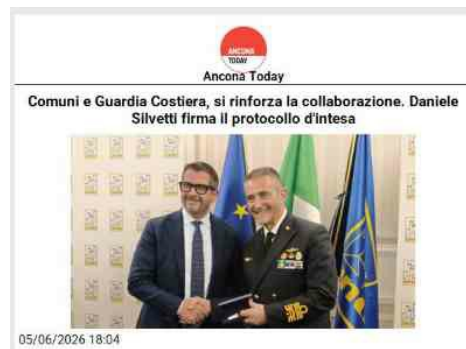 ANCONA
TODAY
Ancona Today
Comuni e Guardia Costiera, si rinforza la collaborazione. Daniele
Silvetti firma il protocollo d'intesa
05/06/2026 18:04